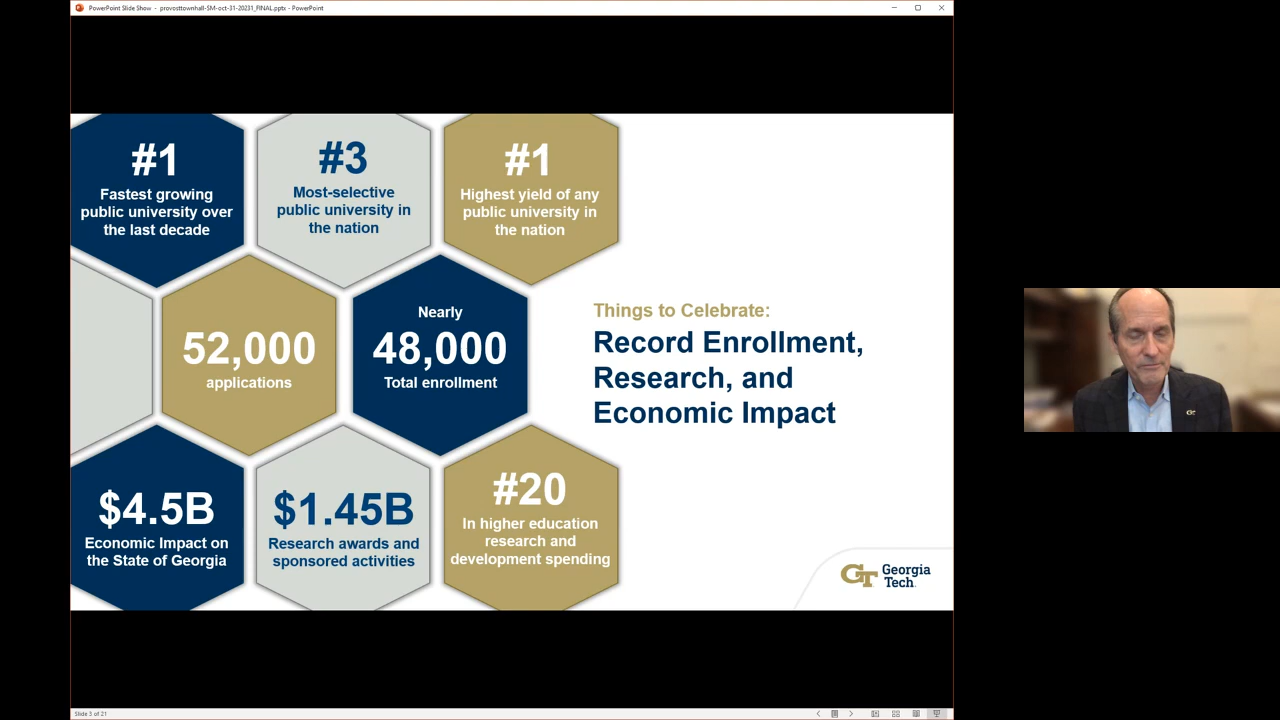 PowerPoint Slide Show - provosttownhall-SM-oct-31-20231_FINAL.pptx - PowerPoint
#1
Fastest growing
public university over
the last decade
#3
Most-selective
public university in
the nation
#1
Highest yield of any
public university in
the nation
52,000
applications
Nearly
48,000
Total enrollment
Things to Celebrate:
Record Enrollment,
Research, and
Economic Impact
$4.5B
Economic Impact on
the State of Georgia
$1.45B
Research awards and
sponsored activities
#20
In higher education
research and
development spending
GT Georgia
Tech
GT
Slide 3 of 21